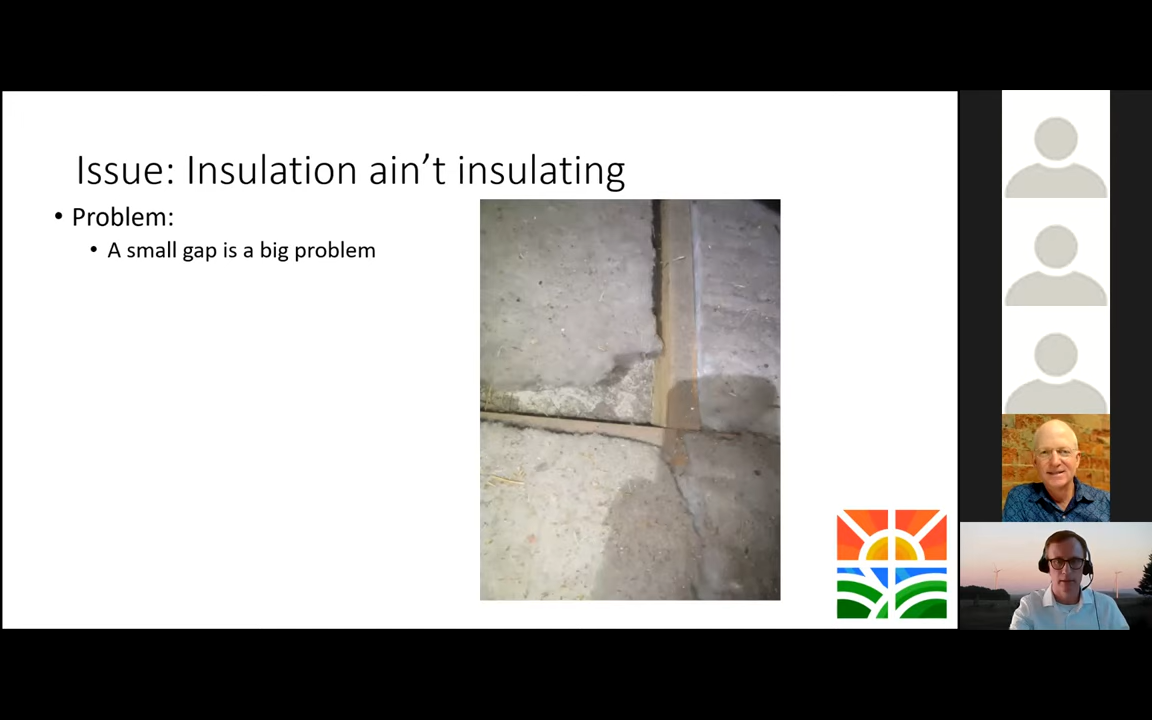 Issue: Insulation ain’t insulating
• Problem:
• A small gap is a big problem